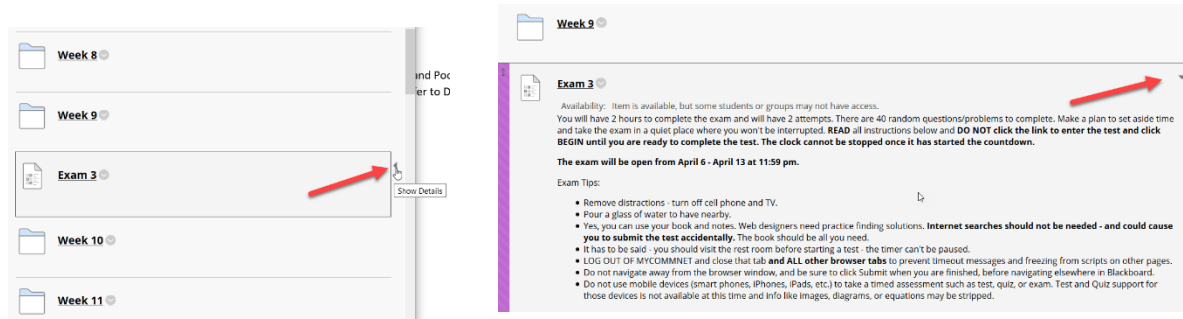 Week 8
and Poc
er to D
Week 9
Exam 3
Show Details
Week 10
Week 11
Week 9
1
Exam 3
Availability: Item is available, but some students or groups may not have access.
You will have 2 hours to complete the exam and will have 2 attempts. There are 40 random questions/problems to complete. Make a plan to set aside time
and take the exam in a quiet place where you won't be interrupted. READ all instructions below and DO NOT click the link to enter the test and click
BEGIN until you are ready to complete the test. The clock cannot be stopped once it has started the countdown.
The exam will be open from April 6 - April 13 at 11:59 pm.
Exam Tips:
• Remove distractions - turn off cell phone and TV.
• Pour a glass of water to have nearby.
• Yes, you can use your book and notes. Web designers need practice finding solutions. Internet searches should not be needed - and could cause
you to submit the test accidentally. The book should be all you need.
• It has to be said - you should visit the rest room before starting a test - the timer can't be paused.
• LOG OUT OF MYCOMMNET and close that tab and ALL other browser tabs to prevent timeout messages and freezing from scripts on other pages.
• Do not navigate away from the browser window, and be sure to click Submit when you are finished, before navigating elsewhere in Blackboard.
• Do not use mobile devices (smart phones, iPhones, iPads, etc.) to take a timed assessment such as test, quiz, or exam. Test and Quiz support for
those devices is not available at this time and info like images, diagrams, or equations may be stripped.